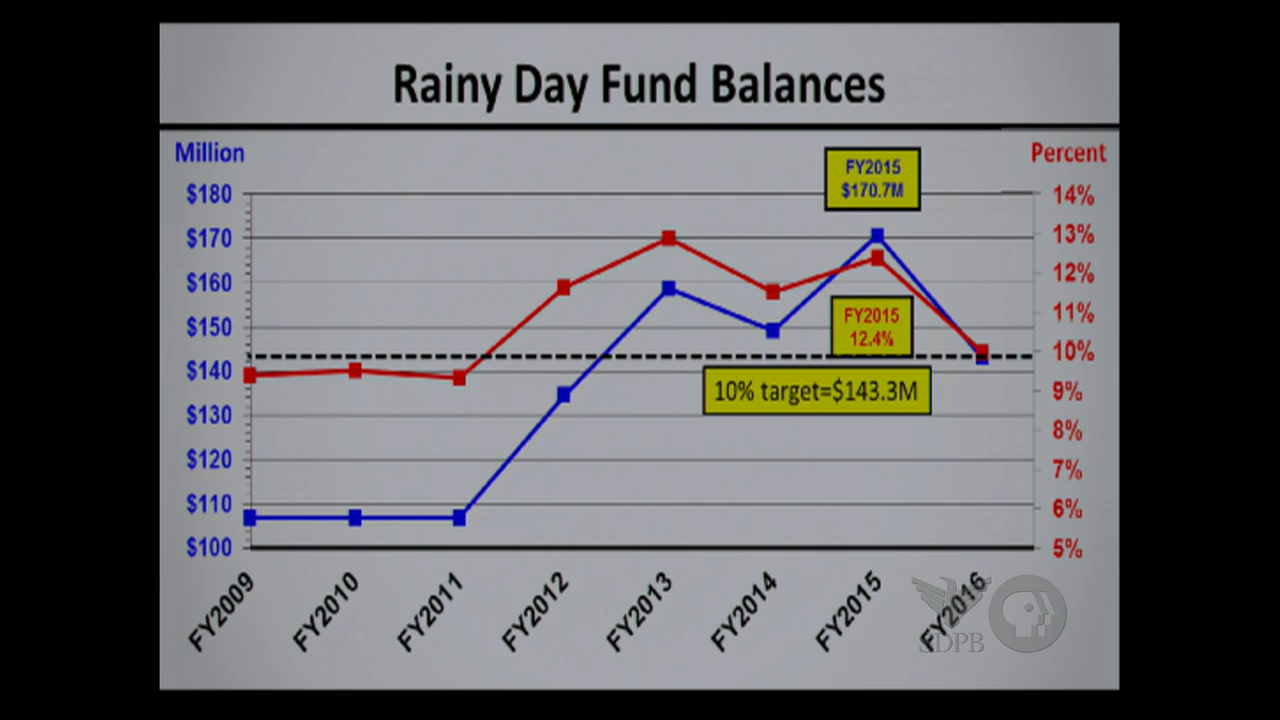 Rainy Day Fund Balances
Million
Percent
FY2015
$170.7M
$180
$170
$160
$150
$140
$130
$120
$110
$100
14%
13%
12%
11%
10%
9%
8%
7%
6%
5%
FY2015
12.4%
10% target=$143.3M
FY2009
FY2010
FY2011
FY2012
FY2013
FY2014
FY2015
FY2016
SDPB